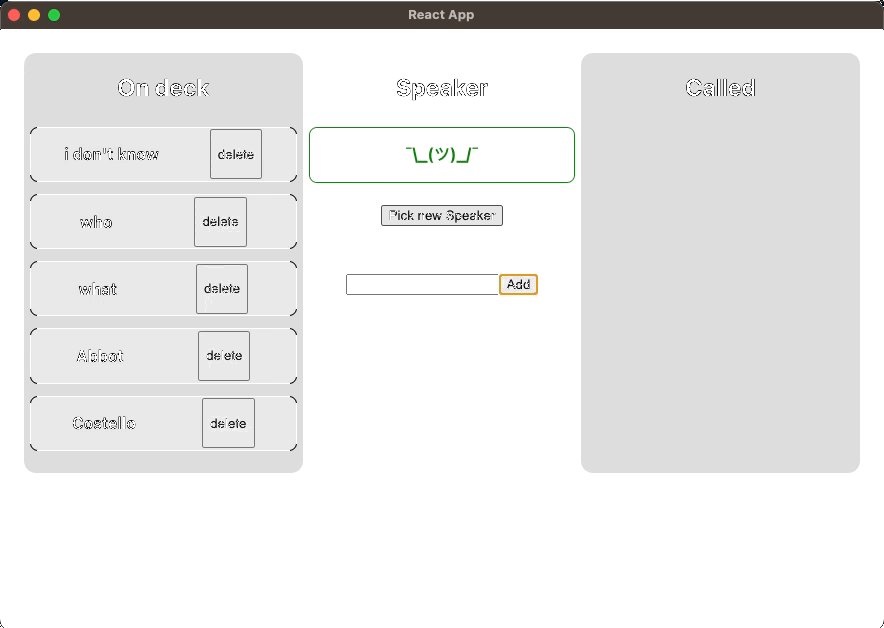 React App
On deck
i don't know
delete
who
delete
what
delete
Abbot
delete
Costello
delete
Speaker
¯\_(ツ)_/¯
Pick new Speaker
Add
Called